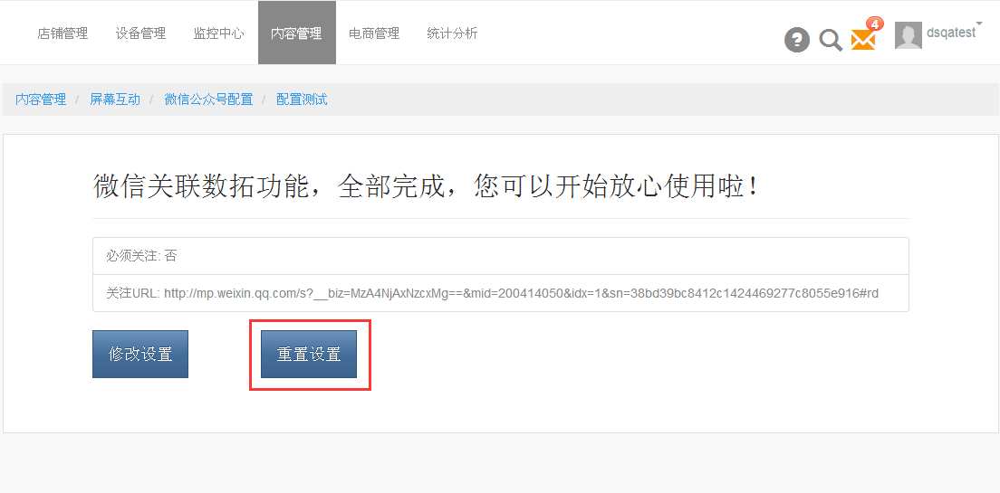 店铺管理 设备管理 监控中心 内容管理 电商管理 统计分析 ? 4 dsqatest
内容管理 / 屏幕互动 / 微信公众号配置 / 配置测试
微信关联数拓功能，全部完成，您可以开始放心使用啦！
必须关注: 否
关注URL: http://mp.weixin.qq.com/s?__biz=MzA4NjAxNzcxMg==&mid=200414050&idx=1&sn=38bd39bc8412c1424469277c8055e916#rd
修改设置 重置设置